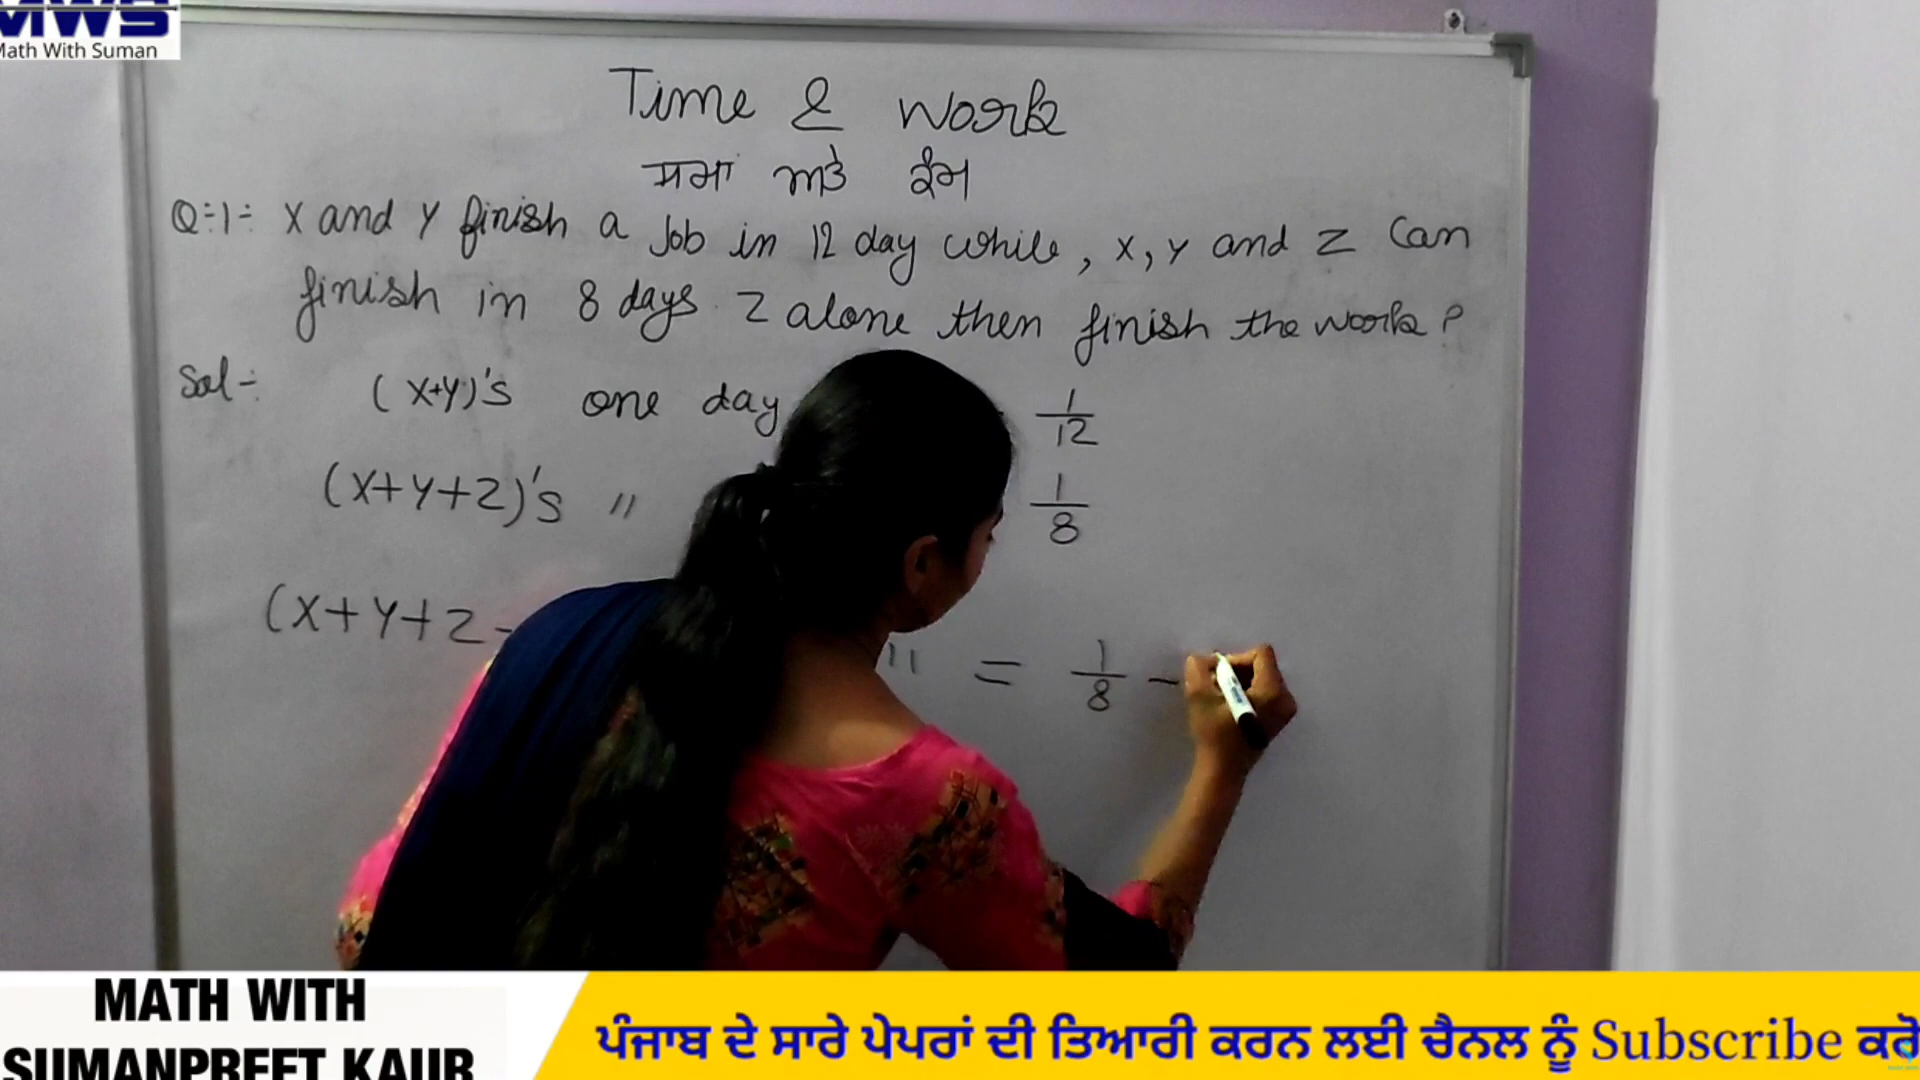 MWS
Math With Suman
Time & Work
ਸਮਾਂ ਅਤੇ ਕੰਮ
Q÷1÷ X and Y finish a Job in 12 day while, x, y and z Can
finish in 8 days. Z alone then finish the work?
Sol÷ (x+y)'s one day 1/12
(x+y+z)'s " 1/8
(x+y+z- " = 1/8 -
MATH WITH
SUMANPREET KAUR
ਪੰਜਾਬ ਦੇ ਸਾਰੇ ਪੇਪਰਾਂ ਦੀ ਤਿਆਰੀ ਕਰਨ ਲਈ ਚੈਨਲ ਨੂੰ Subscribe ਕਰੋ